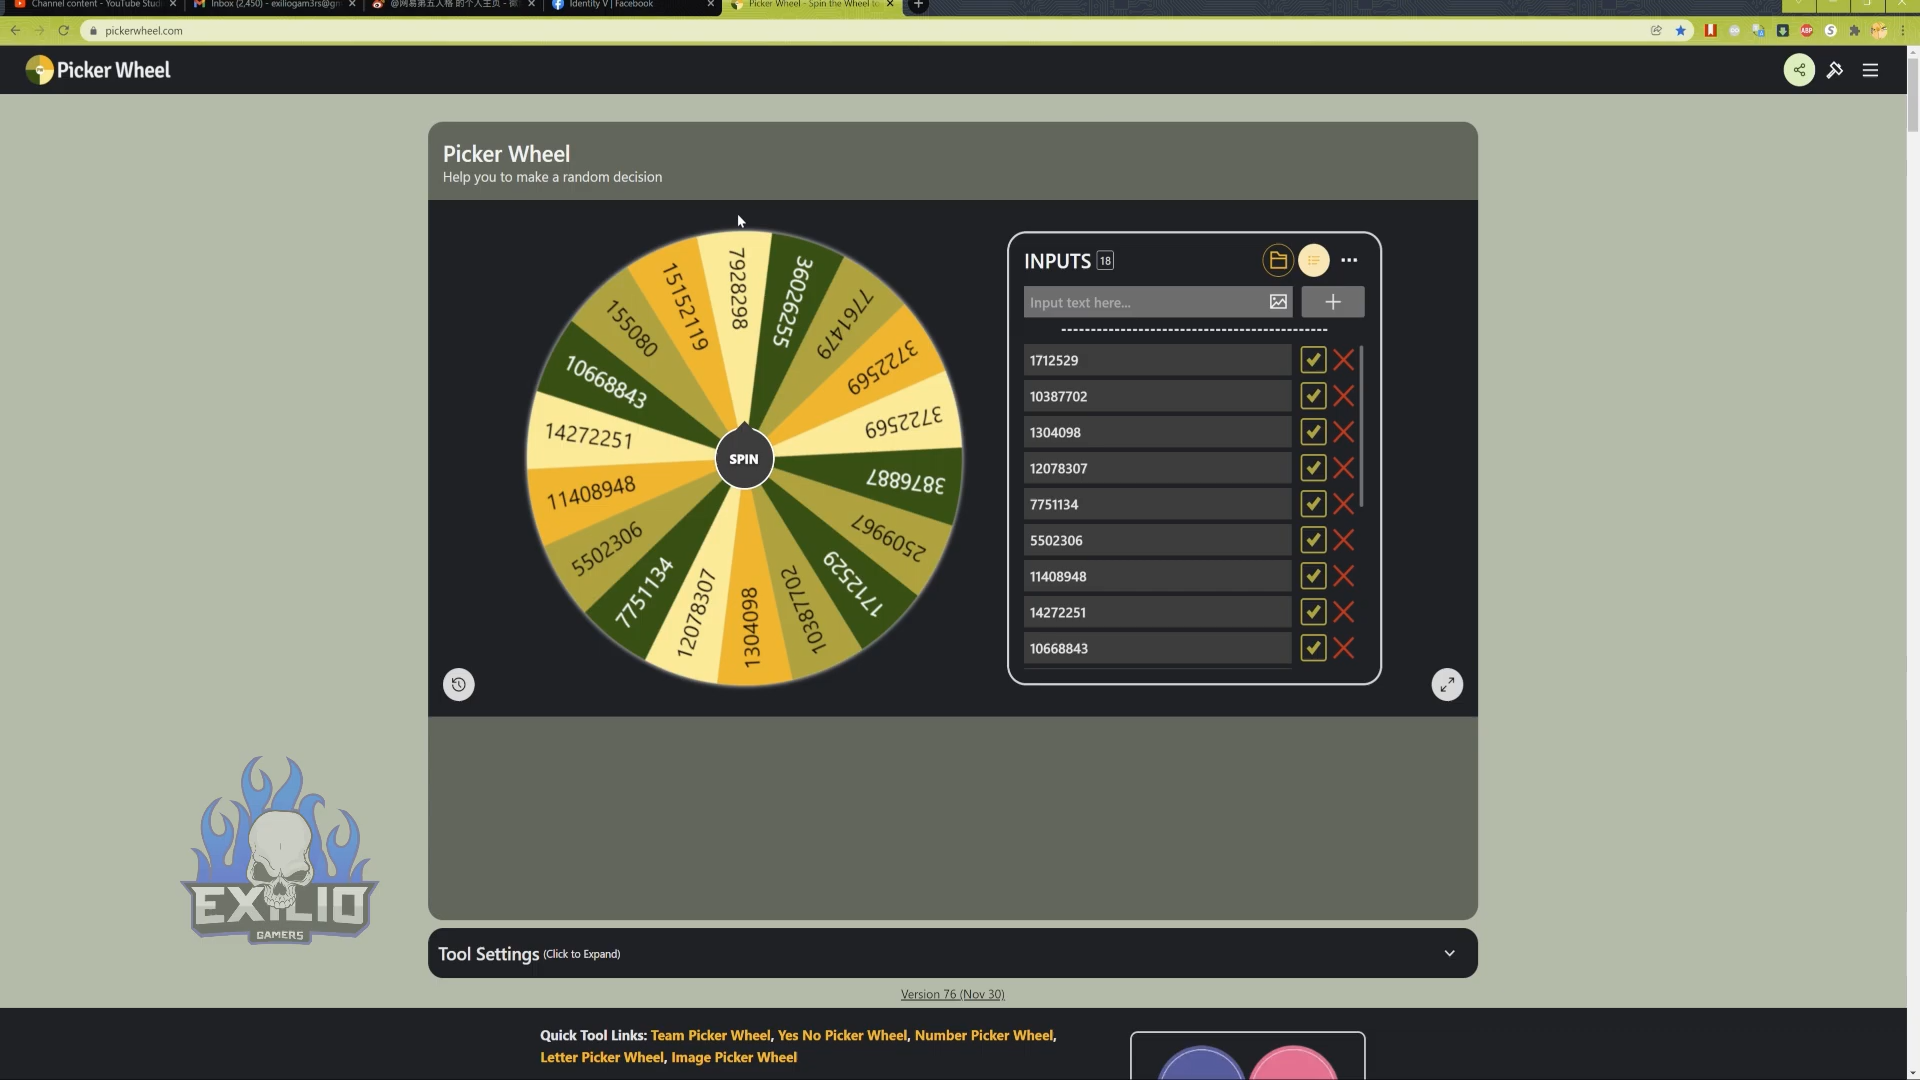 Channel content - YouTube Studi
Inbox (2,450) - exiliogam3rs@gm
Identity V | Facebook
Picker Wheel - Spin the Wheel to
pickerwheel.com
Picker Wheel
Picker Wheel
Help you to make a random decision
7928298
36026255
7761479
3722569
3722569
3876887
2509967
1712529
10387702
1304098
12078307
7751134
5502306
11408948
14272251
10668843
155080
15152119
SPIN
INPUTS 18
Input text here...
1712529
10387702
1304098
12078307
7751134
5502306
11408948
14272251
10668843
EXILIO
GAMERS
Tool Settings (Click to Expand)
Version 76 (Nov 30)
Quick Tool Links: Team Picker Wheel, Yes No Picker Wheel, Number Picker Wheel,
Letter Picker Wheel, Image Picker Wheel